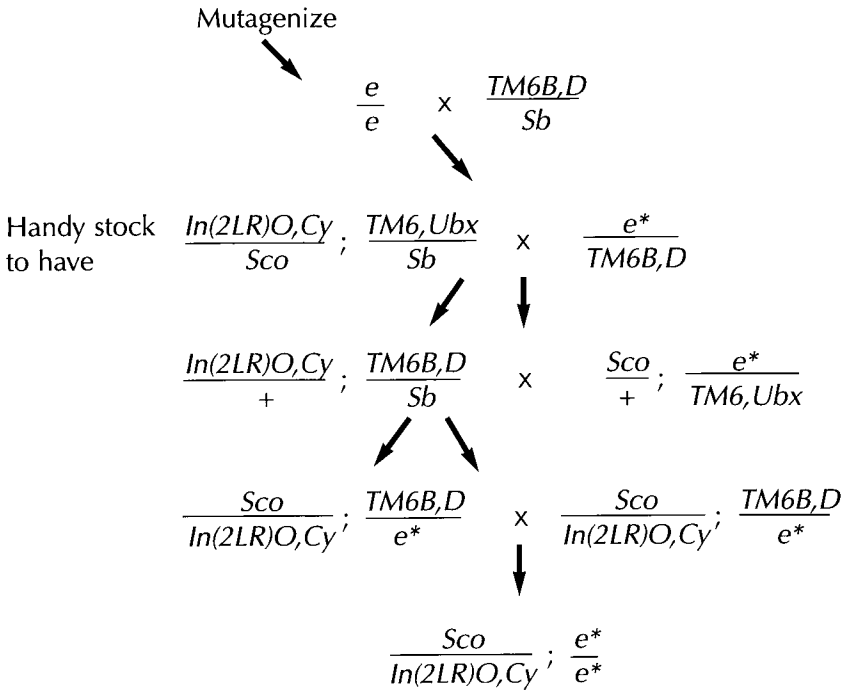 Mutagenize
e x TM6B,D
e Sb
Handy stock In(2LR)O,Cy ; TM6,Ubx x e*
to have Sco Sb TM6B,D
In(2LR)O,Cy ; TM6B,D x Sco ; e*
+ Sb + TM6,Ubx
Sco ; TM6B,D x Sco ; TM6B,D
In(2LR)O,Cy e* In(2LR)O,Cy e*
Sco ; e*
In(2LR)O,Cy e*